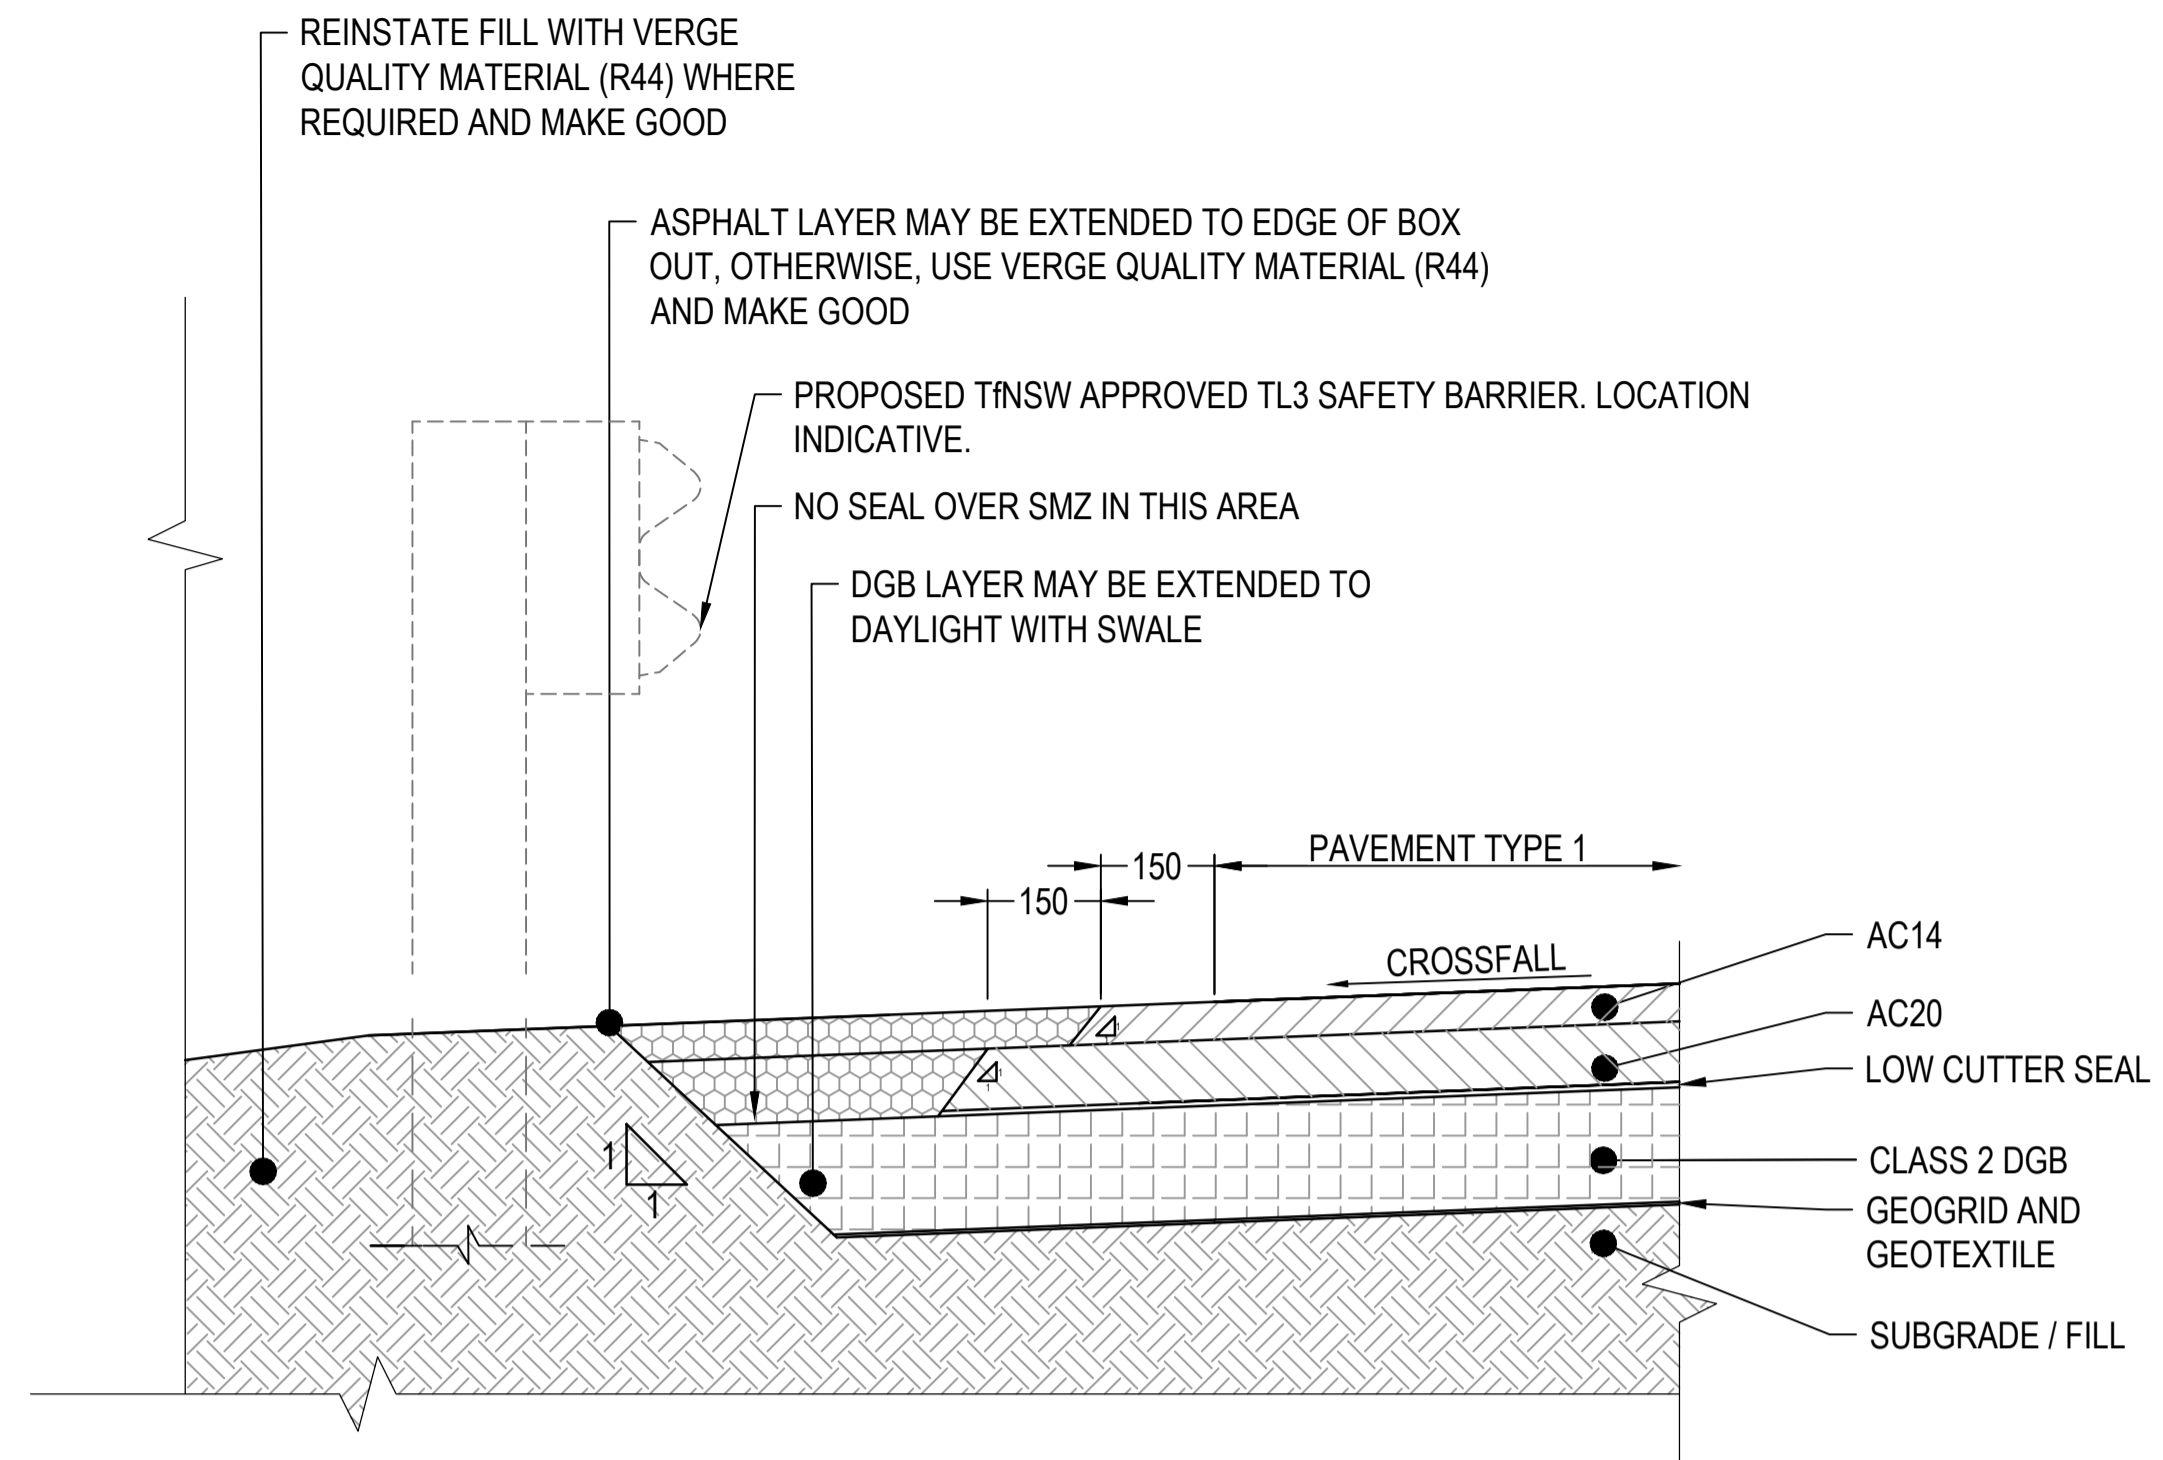 REINSTATE FILL WITH VERGE
QUALITY MATERIAL (R44) WHERE
REQUIRED AND MAKE GOOD
ASPHALT LAYER MAY BE EXTENDED TO EDGE OF BOX
OUT, OTHERWISE, USE VERGE QUALITY MATERIAL (R44)
AND MAKE GOOD
PROPOSED TfNSW APPROVED TL3 SAFETY BARRIER. LOCATION
INDICATIVE.
NO SEAL OVER SMZ IN THIS AREA
DGB LAYER MAY BE EXTENDED TO
DAYLIGHT WITH SWALE
PAVEMENT TYPE 1
150
150
CROSSFALL
AC14
AC20
LOW CUTTER SEAL
CLASS 2 DGB
GEOGRID AND
GEOTEXTILE
SUBGRADE / FILL
1
1
1
1
1
1